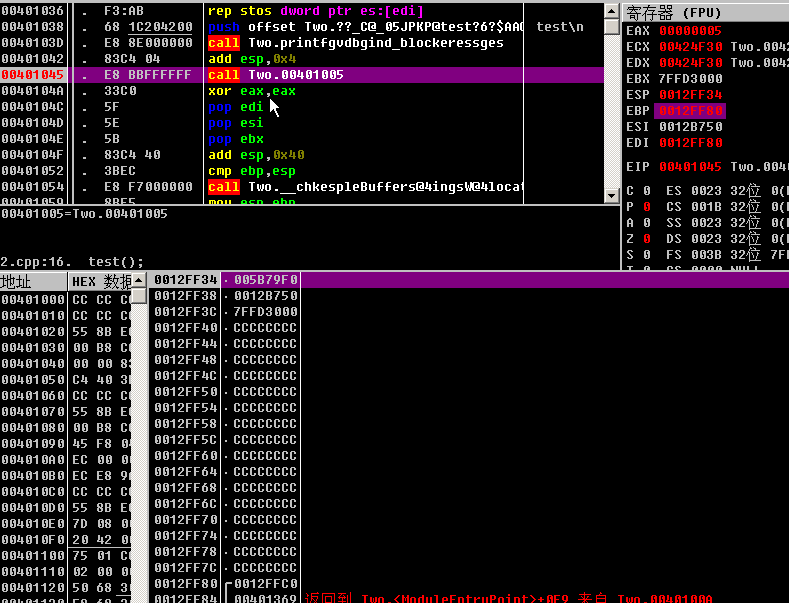 00401036 . F3:AB rep stos dword ptr es:[edi]
00401038 . 68 1C204200 push offset Two.??_C@_05JPKP@test?6?$AA@ test\n
0040103D . E8 8E000000 call Two.printfgvdbgind_blockeressges
00401042 . 83C4 04 add esp,0x4
00401045 . E8 BBFFFFFF call Two.00401005
0040104A . 33C0 xor eax,eax
0040104C . 5F pop edi
0040104D . 5E pop esi
0040104E . 5B pop ebx
0040104F . 83C4 40 add esp,0x40
00401052 . 3BEC cmp ebp,esp
00401054 . E8 F7000000 call Two.__chkespleBuffers@4ingsW@4locat
00401059 . 8BE5 mov esp,ebp
00401005=Two.00401005
2.cpp:16. test();
寄存器 (FPU)
EAX 00000005
ECX 00424F30 Two.0042
EDX 00424F30 Two.0042
EBX 7FFD3000
ESP 0012FF34
EBP 0012FF80
ESI 0012B750
EDI 0012FF80
EIP 00401045 Two.0040
C 0 ES 0023 32位 0(
P 0 CS 001B 32位 0(
A 0 SS 0023 32位 0(
Z 0 DS 0023 32位 0(
S 0 FS 003B 32位 7F
T 0 GS 0000 NULL
地址 HEX 数据
00401000 CC CC C
00401010 CC CC C
00401020 55 8B E
00401030 00 B8 C
00401040 00 00 8
00401050 C4 40 3
00401060 CC CC C
00401070 55 8B E
00401080 00 B8 C
00401090 45 F8 0
004010A0 EC 00 0
004010B0 EC E8 9
004010C0 CC CC C
004010D0 55 8B E
004010E0 7D 08 0
004010F0 20 42 0
00401100 75 01 C
00401110 02 00 0
00401120 50 68 3
0012FF34 005B79F0
0012FF38 0012B750
0012FF3C 7FFD3000
0012FF40 CCCCCCCC
0012FF44 CCCCCCCC
0012FF48 CCCCCCCC
0012FF4C CCCCCCCC
0012FF50 CCCCCCCC
0012FF54 CCCCCCCC
0012FF58 CCCCCCCC
0012FF5C CCCCCCCC
0012FF60 CCCCCCCC
0012FF64 CCCCCCCC
0012FF68 CCCCCCCC
0012FF6C CCCCCCCC
0012FF70 CCCCCCCC
0012FF74 CCCCCCCC
0012FF78 CCCCCCCC
0012FF7C CCCCCCCC
0012FF80 0012FFC0
0012FF84 00401369 返回到 Two.<ModuleEntryPoint>+0E9 来自 Two.0040100A